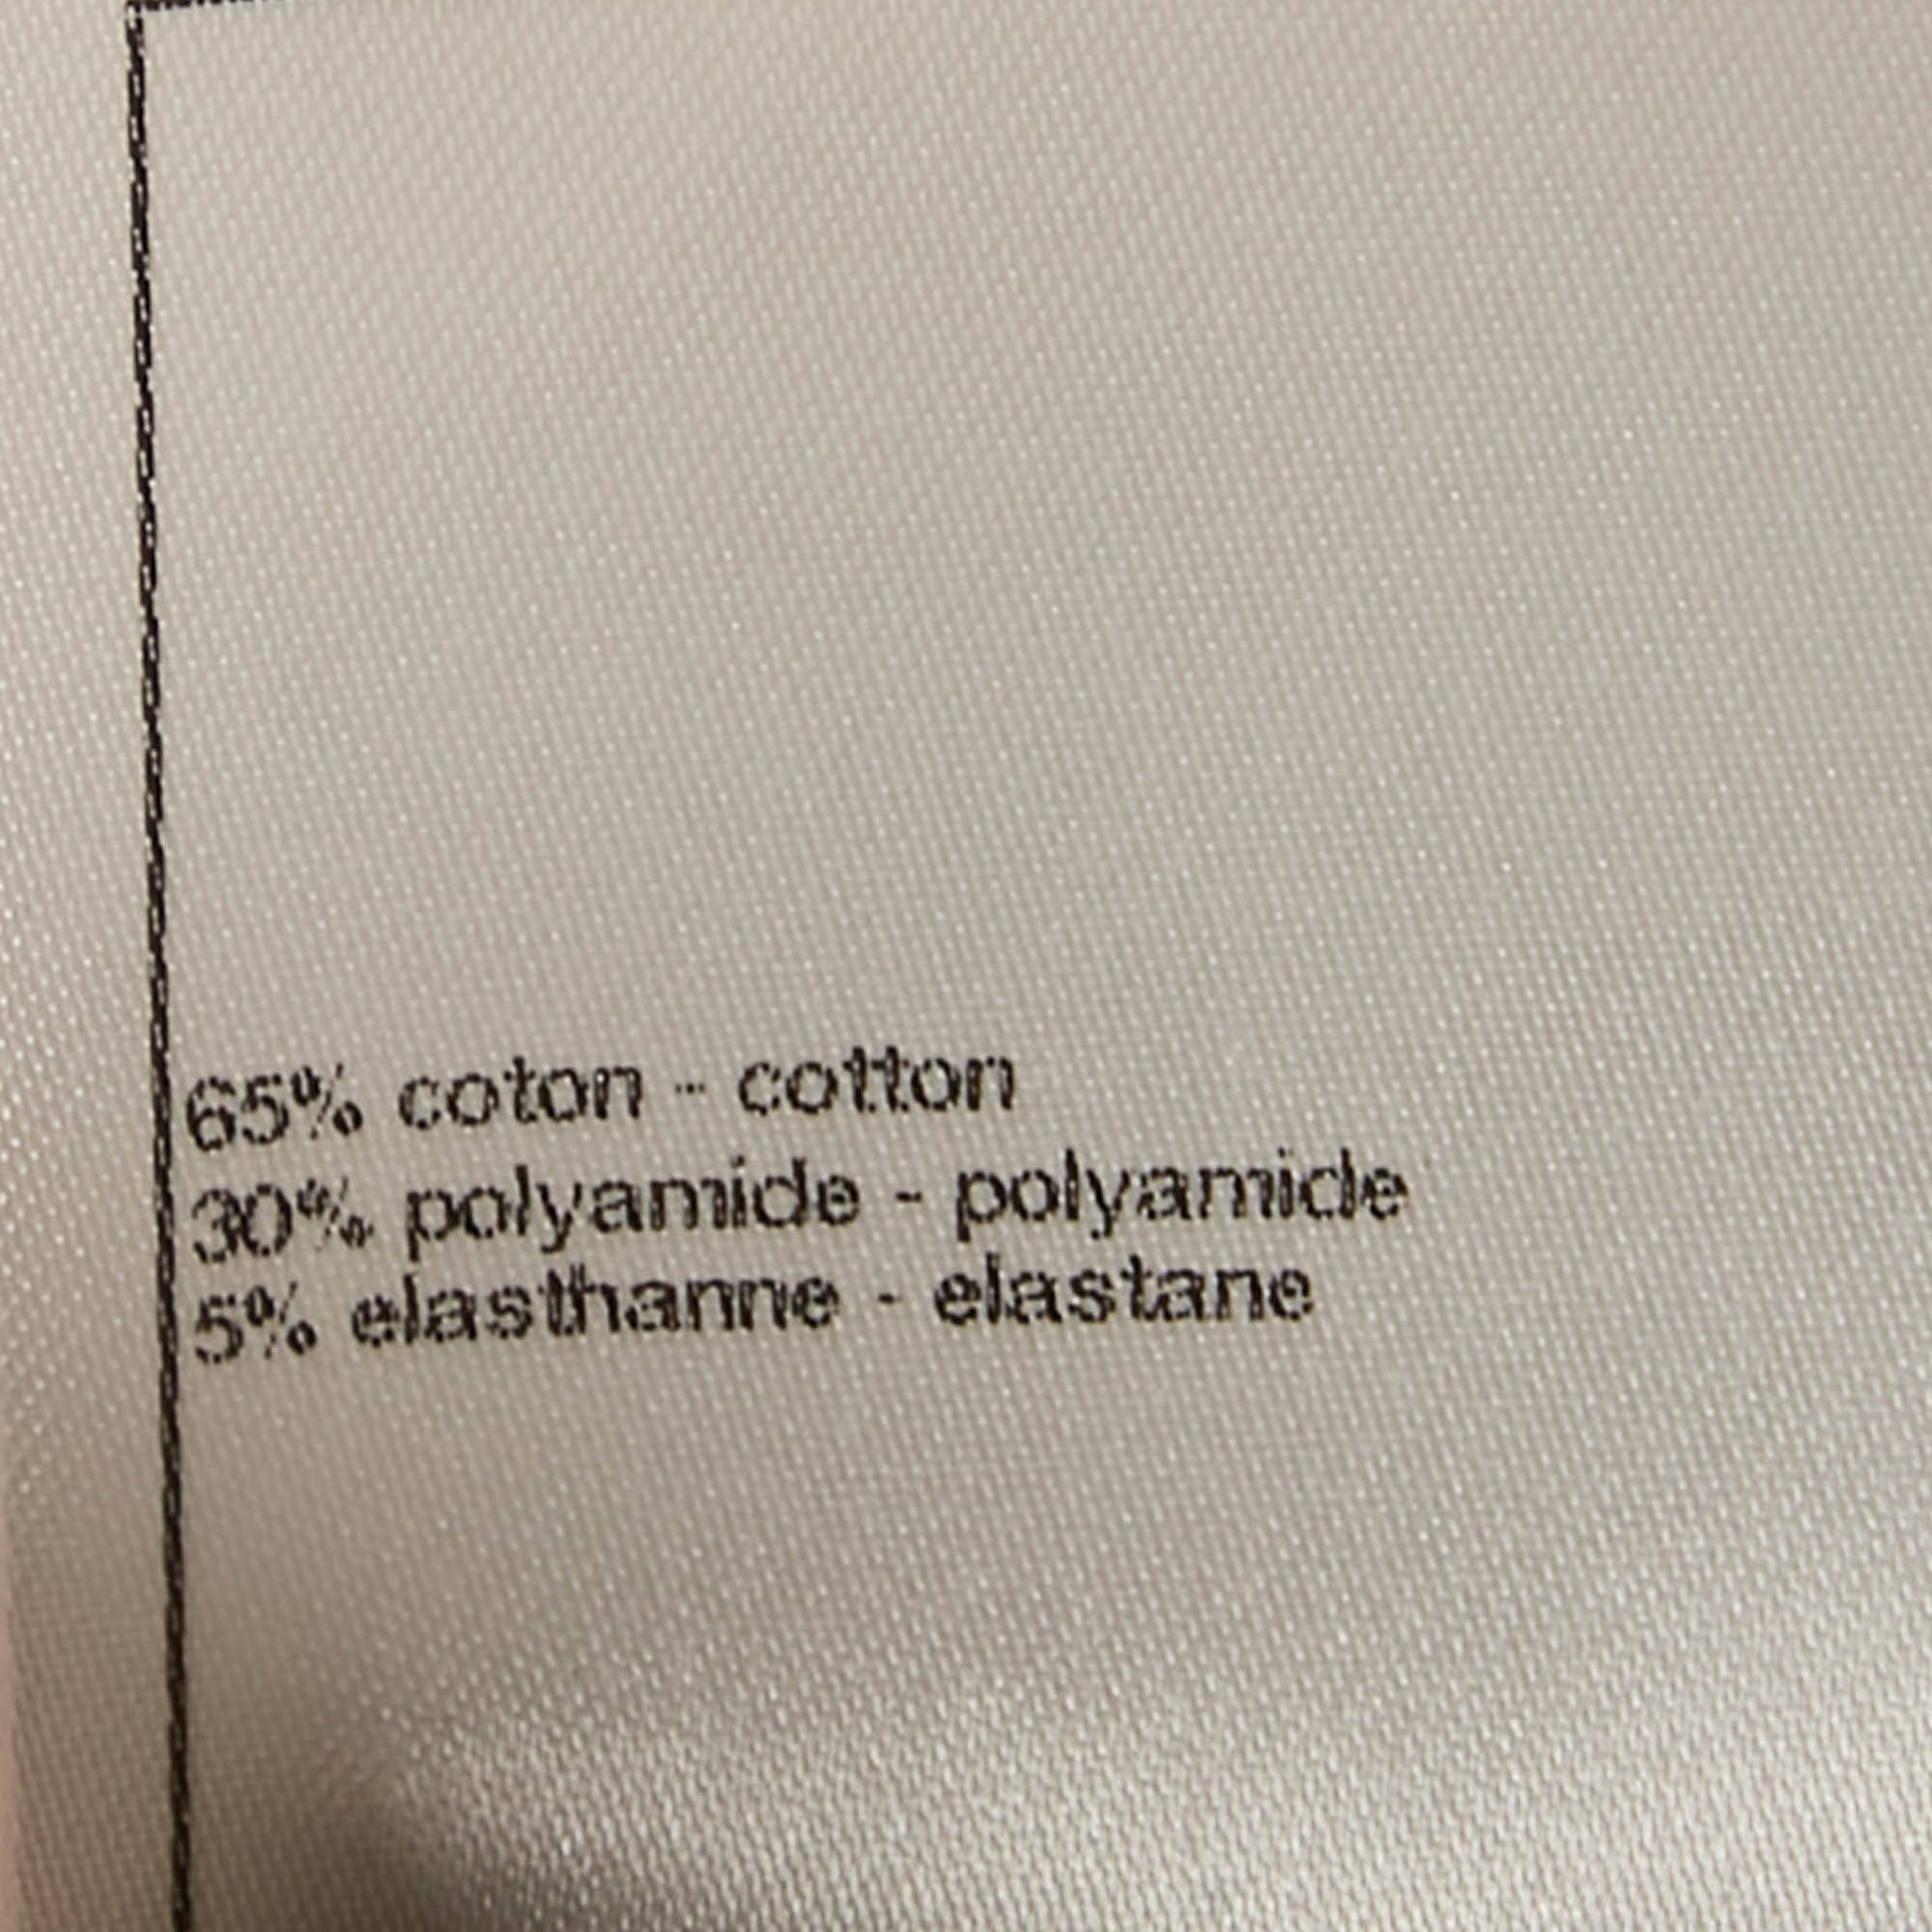 65% coton - cotton
30% polyamide - polyamide
5% elasthanne - elastane